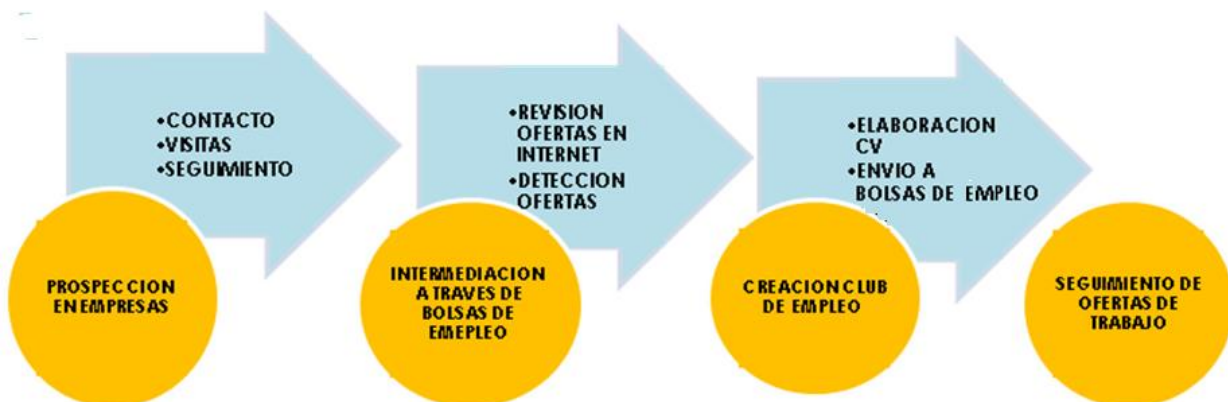 •CONTACTO
•VISITAS
•SEGUIMIENTO
•REVISION
OFERTAS EN
INTERNET
•DETECCION
OFERTAS
•ELABORACION
CV
•ENVIO A
BOLSAS DE EMPLEO
PROSPECCION
EN EMPRESAS
INTERMEDIACION
A TRAVES DE
BOLSAS DE
EMEPLEO
CREACION CLUB
DE EMPLEO
SEGUIMIENTO DE
OFERTAS DE
TRABAJO